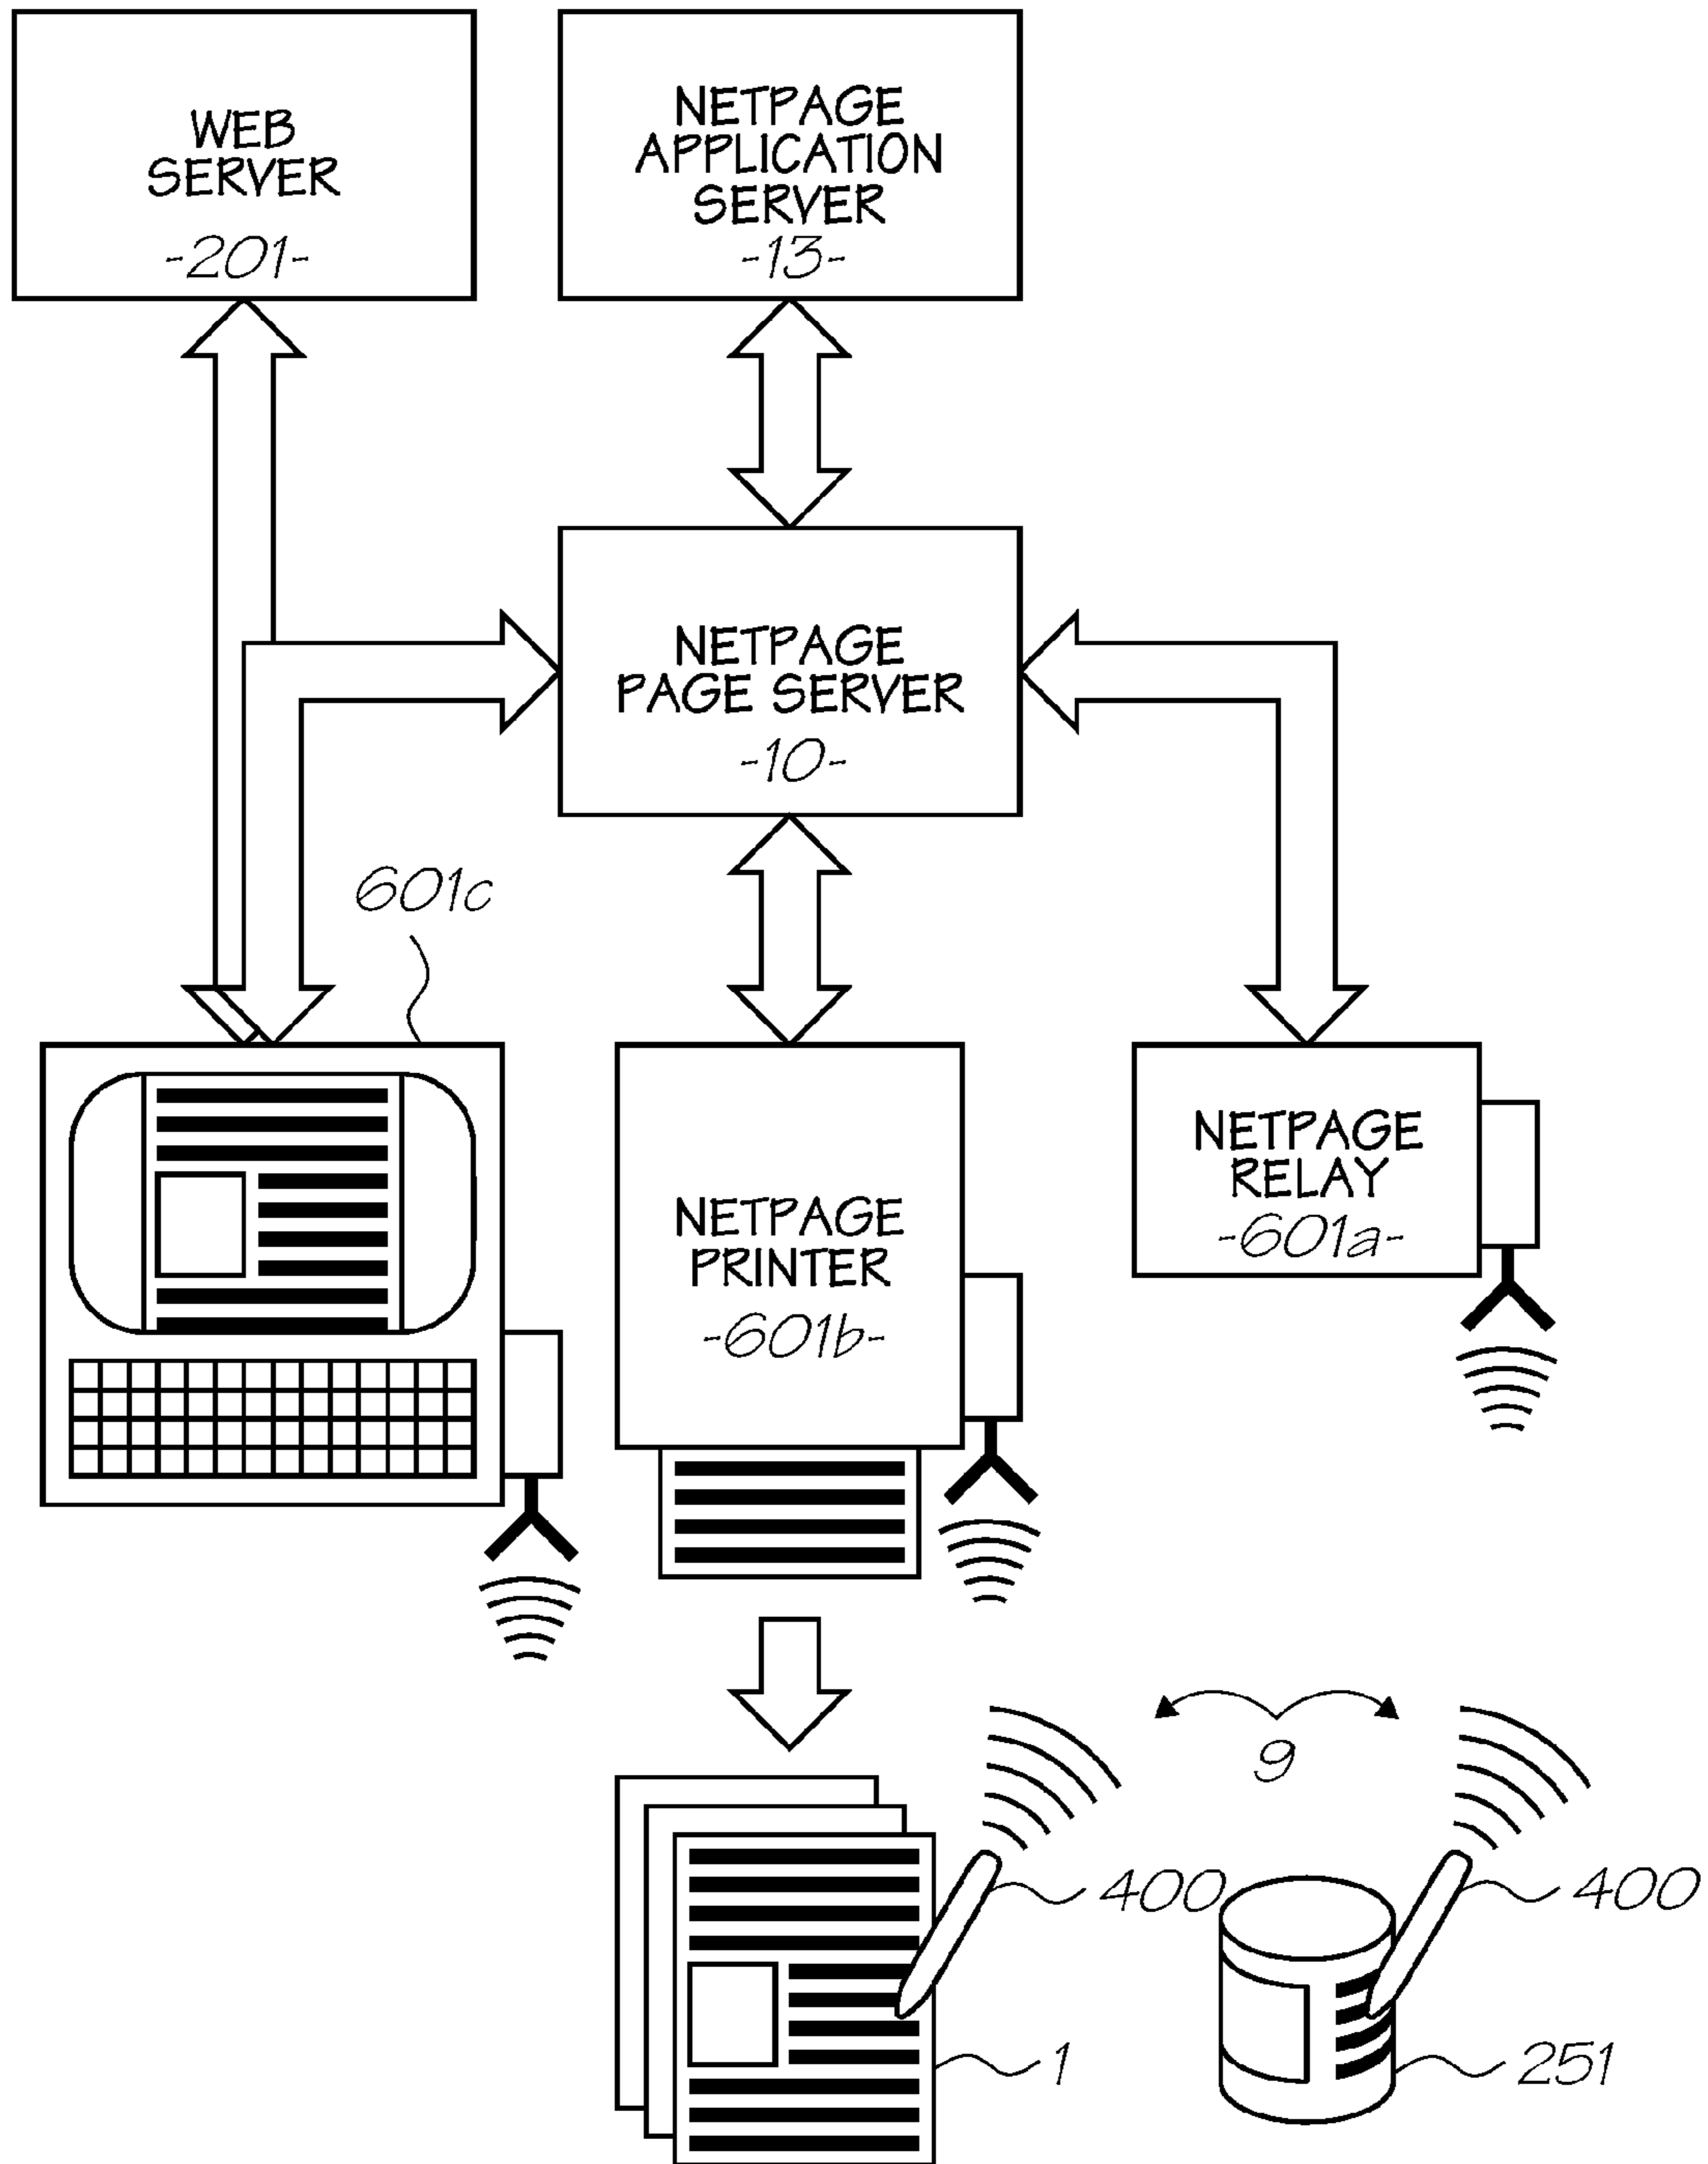 WEB
SERVER
-201-
NETPAGE
APPLICATION
SERVER
-13-
NETPAGE
PAGE SERVER
-10-
601c
NETPAGE
PRINTER
-601b-
NETPAGE
RELAY
-601a-
9
400
400
1
251